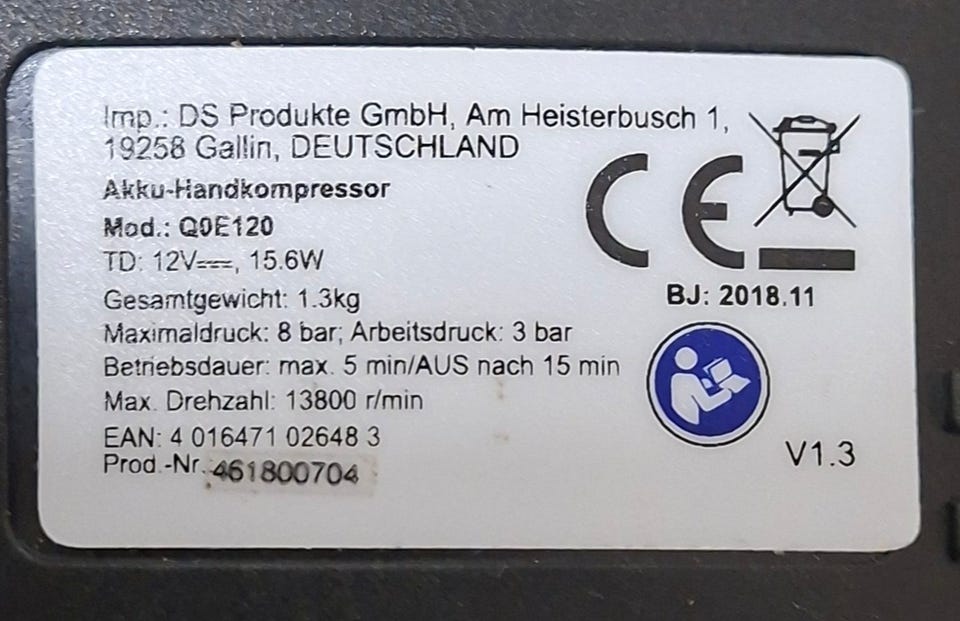 Imp.: DS Produkte GmbH, Am Heisterbusch 1,
19258 Gallin, DEUTSCHLAND
Akku-Handkompressor
Mod.: Q0E120
TD: 12V⎓, 15.6W
Gesamtgewicht: 1.3kg
Maximaldruck: 8 bar; Arbeitsdruck: 3 bar
Betriebsdauer: max. 5 min/AUS nach 15 min
Max. Drehzahl: 13800 r/min
EAN: 4 016471 02648 3
Prod.-Nr. 461800704
CE
BJ: 2018.11
V1.3